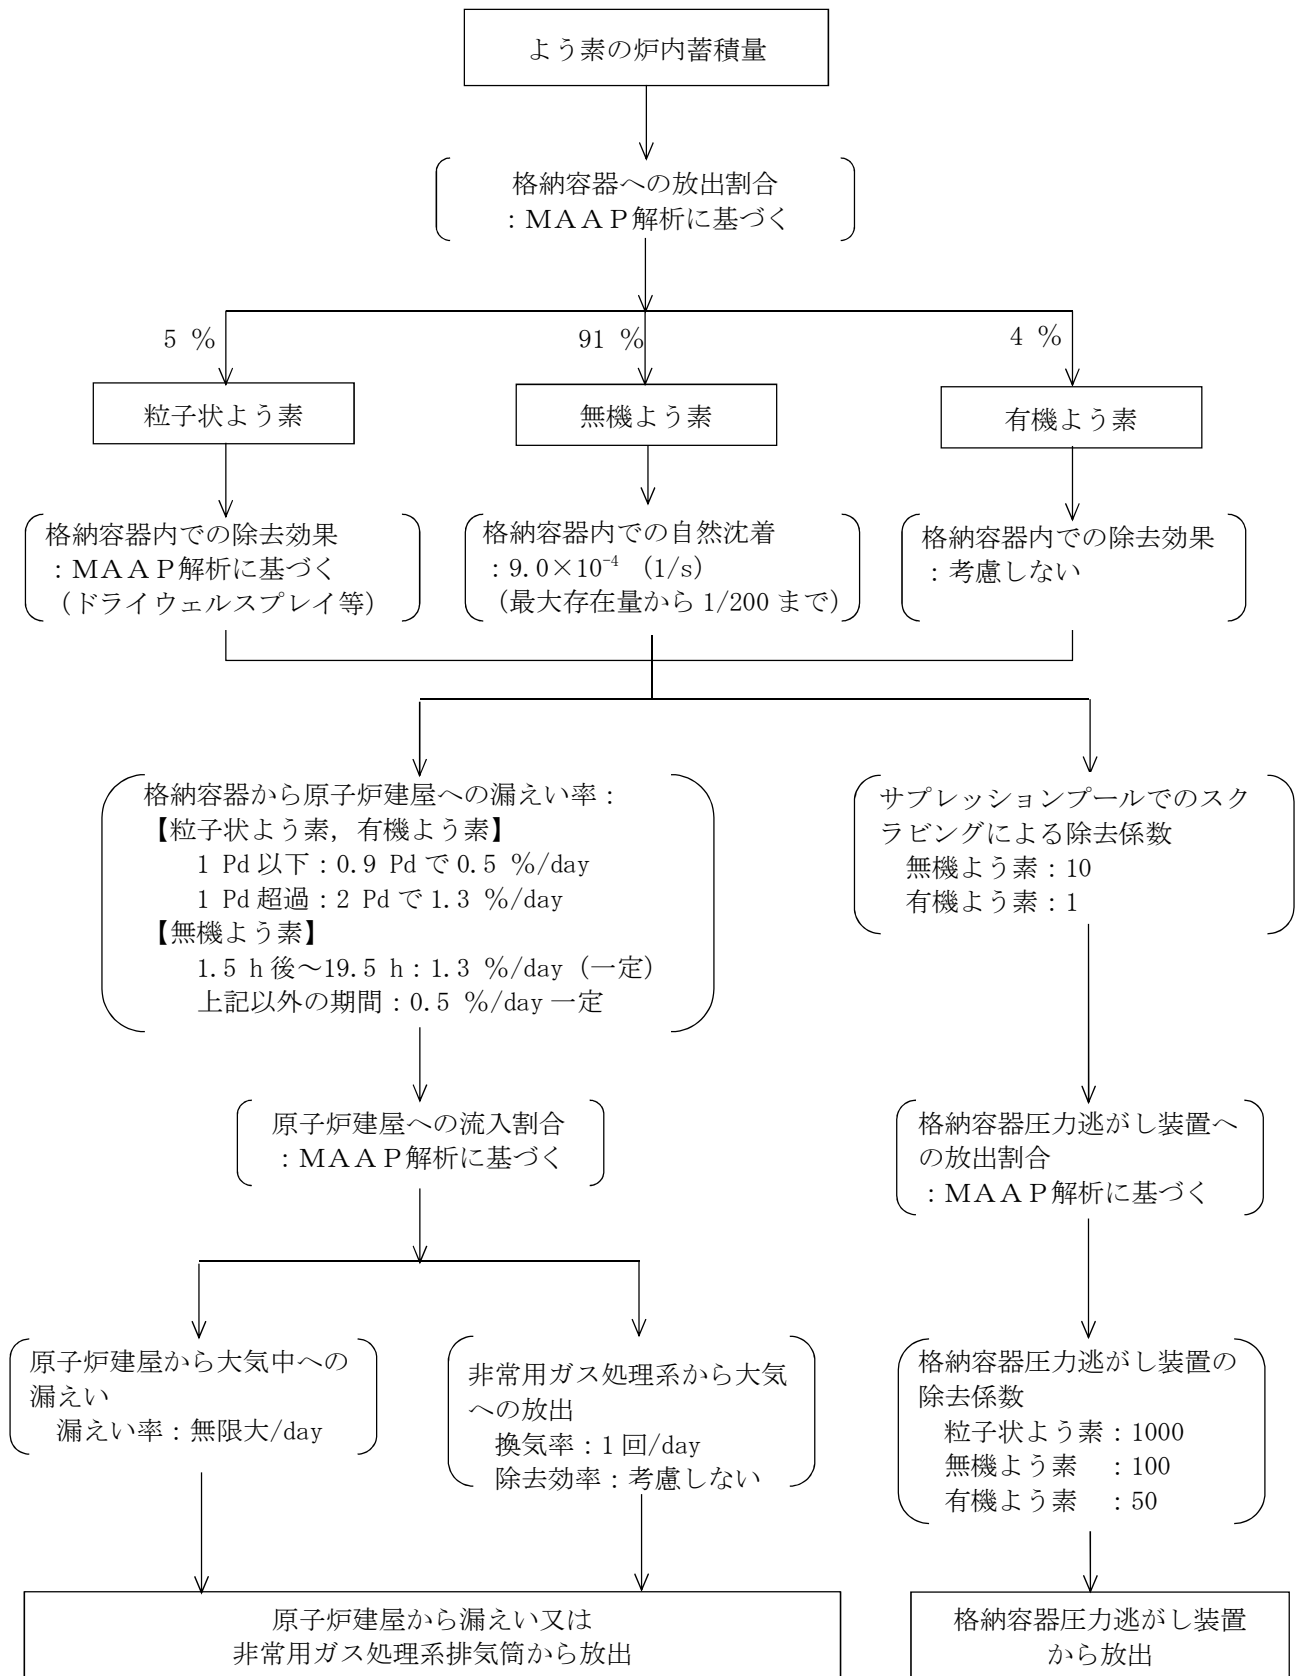 よう素の炉内蓄積量
格納容器への放出割合
：ＭＡＡＰ解析に基づく
5 %
91 %
4 %
粒子状よう素
無機よう素
有機よう素
格納容器内での除去効果
：ＭＡＡＰ解析に基づく
（ドライウェルスプレイ等）
格納容器内での自然沈着
：9.0×10⁻⁴ (1/s)
（最大存在量から 1/200 まで）
格納容器内での除去効果
：考慮しない
格納容器から原子炉建屋への漏えい率：
【粒子状よう素，有機よう素】
1 Pd 以下：0.9 Pd で 0.5 %/day
1 Pd 超過：2 Pd で 1.3 %/day
【無機よう素】
1.5 h 後～19.5 h：1.3 %/day（一定）
上記以外の期間：0.5 %/day 一定
サプレッションプールでのスク
ラビングによる除去係数
無機よう素：10
有機よう素：1
原子炉建屋への流入割合
：ＭＡＡＰ解析に基づく
格納容器圧力逃がし装置へ
の放出割合
：ＭＡＡＰ解析に基づく
原子炉建屋から大気中への
漏えい
漏えい率：無限大/day
非常用ガス処理系から大気
への放出
換気率：1 回/day
除去効率：考慮しない
格納容器圧力逃がし装置の
除去係数
粒子状よう素：1000
無機よう素　：100
有機よう素　：50
原子炉建屋から漏えい又は
非常用ガス処理系排気筒から放出
格納容器圧力逃がし装置
から放出